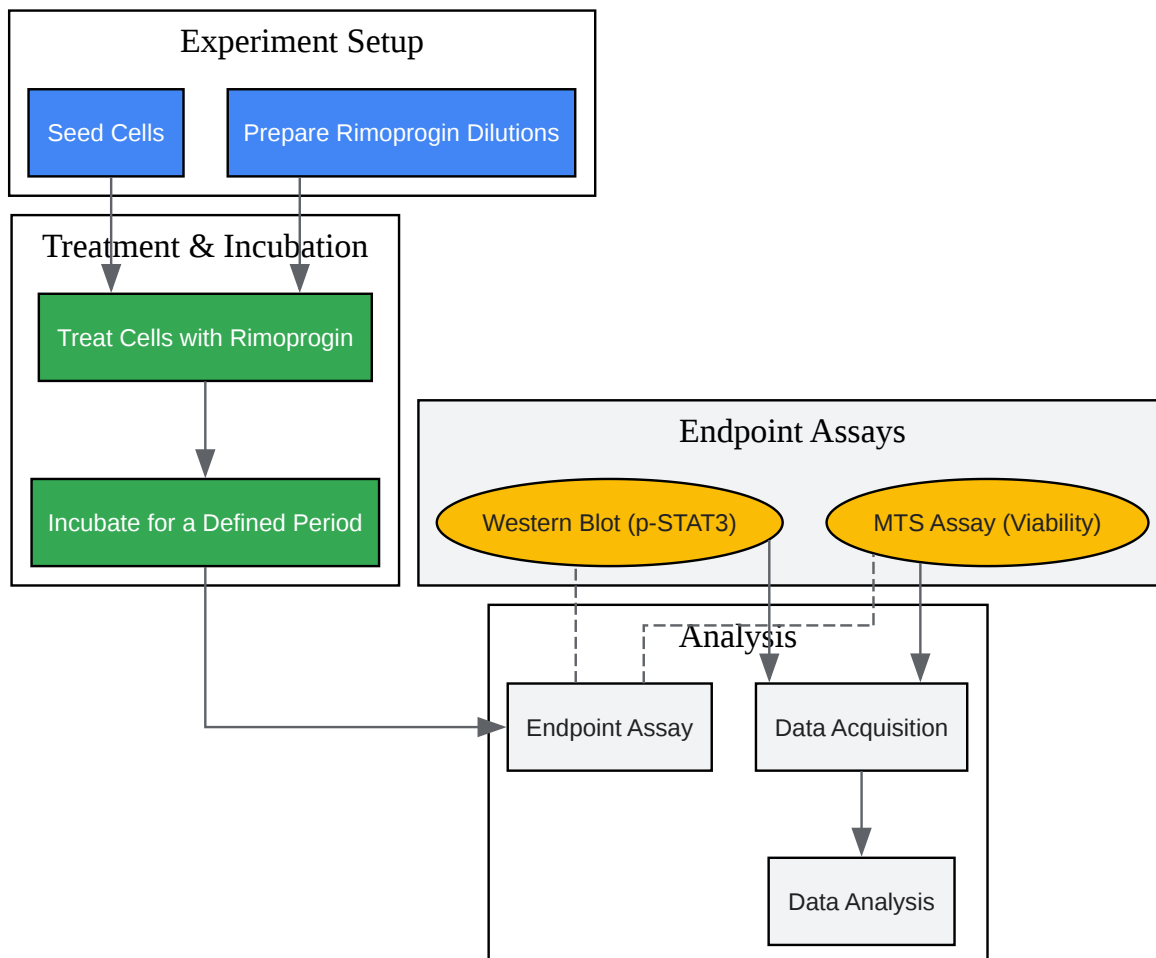 Experiment Setup
Seed Cells
Prepare Rimoprogin Dilutions
Treatment & Incubation
Treat Cells with Rimoprogin
Incubate for a Defined Period
Endpoint Assays
Western Blot (p-STAT3)
MTS Assay (Viability)
Analysis
Endpoint Assay
Data Acquisition
Data Analysis